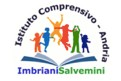 Istituto Comprensivo - Andria
ImbrianiSalvemini